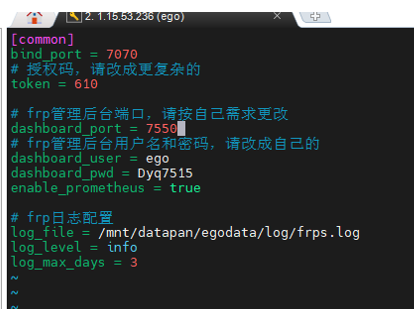 2. 1.15.53.236 (ego)
[common]
bind_port = 7070
# 授权码，请改成更复杂的
token = 610
# frp管理后台端口，请按自己需求更改
dashboard_port = 7550
# frp管理后台用户名和密码，请改成自己的
dashboard_user = ego
dashboard_pwd = Dyq7515
enable_prometheus = true
# frp日志配置
log_file = /mnt/datapan/egodata/log/frps.log
log_level = info
log_max_days = 3
~
~
~